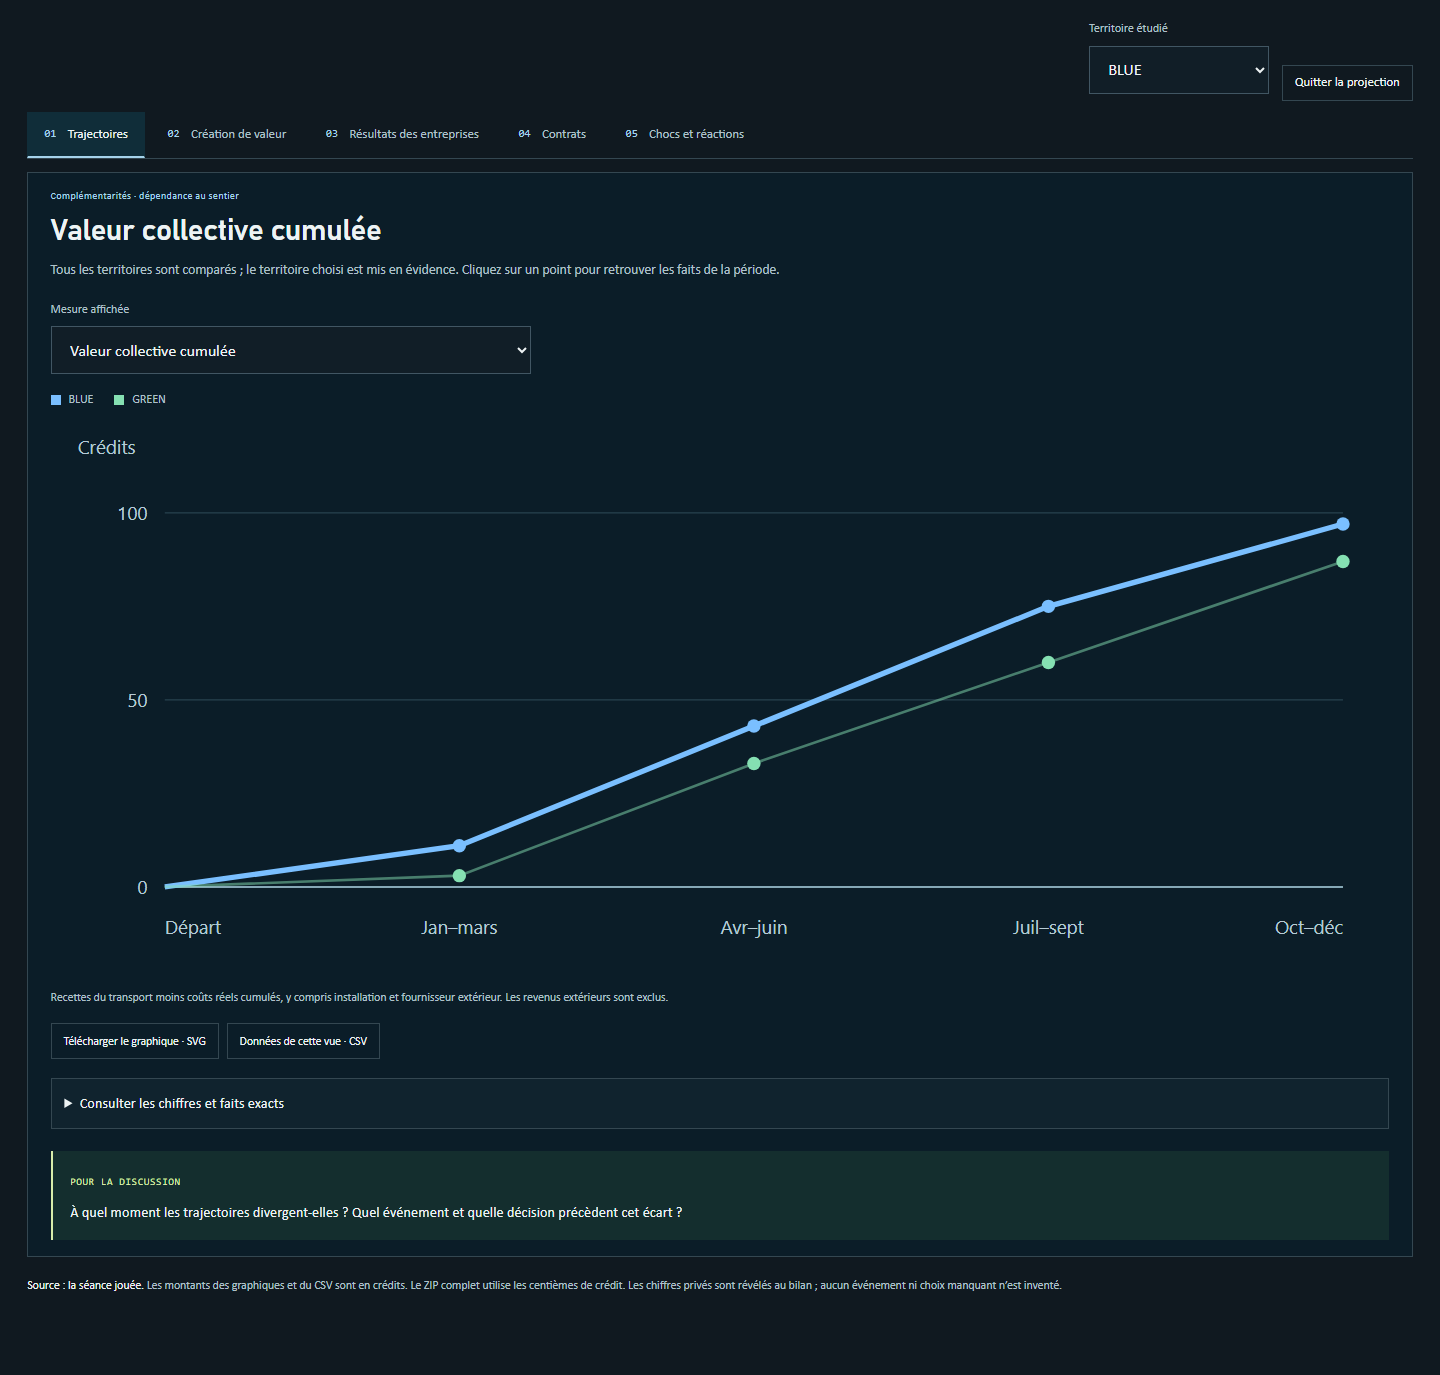 Territoire étudié
BLUE
Quitter la projection
01 Trajectoires
02 Création de valeur
03 Résultats des entreprises
04 Contrats
05 Chocs et réactions
Complémentarités · dépendance au sentier
Valeur collective cumulée
Tous les territoires sont comparés ; le territoire choisi est mis en évidence. Cliquez sur un point pour retrouver les faits de la période.
Mesure affichée
Valeur collective cumulée
BLUE
GREEN
Crédits
100
50
0
Départ
Jan–mars
Avr–juin
Juil–sept
Oct–déc
Recettes du transport moins coûts réels cumulés, y compris installation et fournisseur extérieur. Les revenus extérieurs sont exclus.
Télécharger le graphique · SVG
Données de cette vue · CSV
Consulter les chiffres et faits exacts
POUR LA DISCUSSION
À quel moment les trajectoires divergent-elles ? Quel événement et quelle décision précèdent cet écart ?
Source : la séance jouée. Les montants des graphiques et du CSV sont en crédits. Le ZIP complet utilise les centièmes de crédit. Les chiffres privés sont révélés au bilan ; aucun événement ni choix manquant n’est inventé.